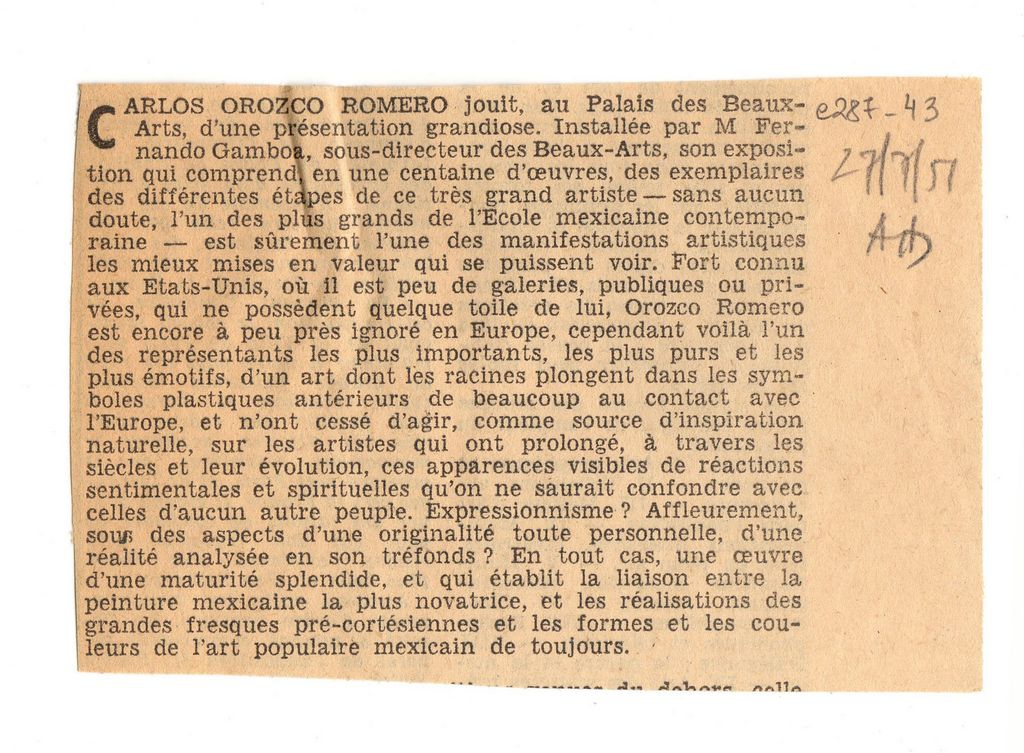 CARLOS OROZCO ROMERO jouit, au Palais des Beaux-
Arts, d'une présentation grandiose. Installée par M Fer-
nando Gamboa, sous-directeur des Beaux-Arts, son exposi-
tion qui comprend en une centaine d'œuvres, des exemplaires
des différentes étapes de ce très grand artiste — sans aucun
doute, l'un des plus grands de l'Ecole mexicaine contempo-
raine — est sûrement l'une des manifestations artistiques
les mieux mises en valeur qui se puissent voir. Fort connu
aux Etats-Unis, où il est peu de galeries, publiques ou pri-
vées, qui ne possèdent quelque toile de lui, Orozco Romero
est encore à peu près ignoré en Europe, cependant voilà l'un
des représentants les plus importants, les plus purs et les
plus émotifs, d'un art dont les racines plongent dans les sym-
boles plastiques antérieurs de beaucoup au contact avec
l'Europe, et n'ont cessé d'agir, comme source d'inspiration
naturelle, sur les artistes qui ont prolongé, à travers les
siècles et leur évolution, ces apparences visibles de réactions
sentimentales et spirituelles qu'on ne saurait confondre avec
celles d'aucun autre peuple. Expressionnisme ? Affleurement,
sous des aspects d'une originalité toute personnelle, d'une
réalité analysée en son tréfonds ? En tout cas, une œuvre
d'une maturité splendide, et qui établit la liaison entre la
peinture mexicaine la plus novatrice, et les réalisations des
grandes fresques pré-cortésiennes et les formes et les cou-
leurs de l'art populaire mexicain de toujours.
venues du dehors, celle
e287-43
27/7/51